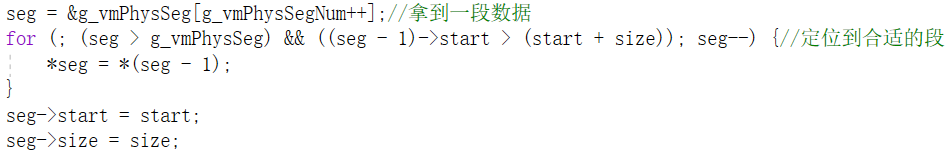 seg = &g_vmPhysSeg[g_vmPhysSegNum++];//拿到一段数据
for (; (seg > g_vmPhysSeg) && ((seg - 1)->start > (start + size)); seg--) {//定位到合适的段
    *seg = *(seg - 1);
}
seg->start = start;
seg->size = size;